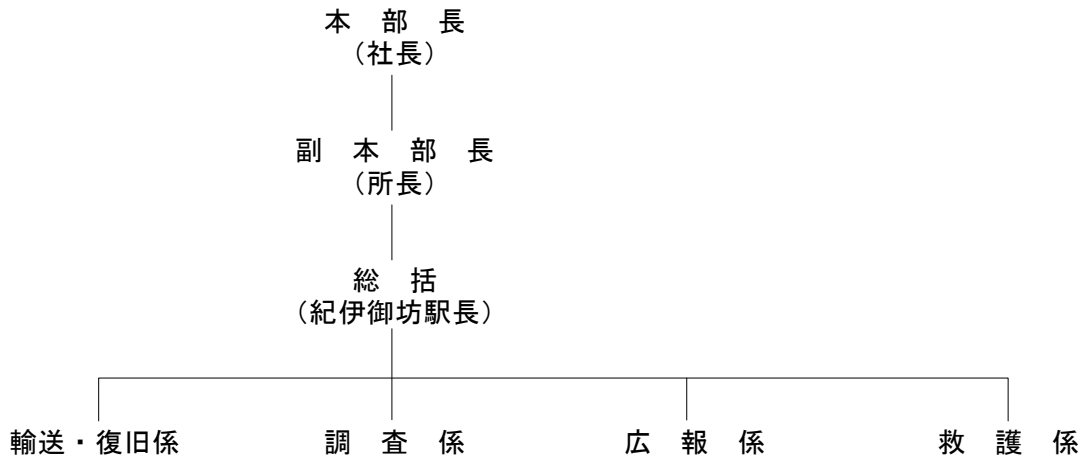 本 部 長
（社長）
副 本 部 長
（所長）
総 括
（紀伊御坊駅長）
輸送・復旧係 調 査 係 広 報 係 救 護 係